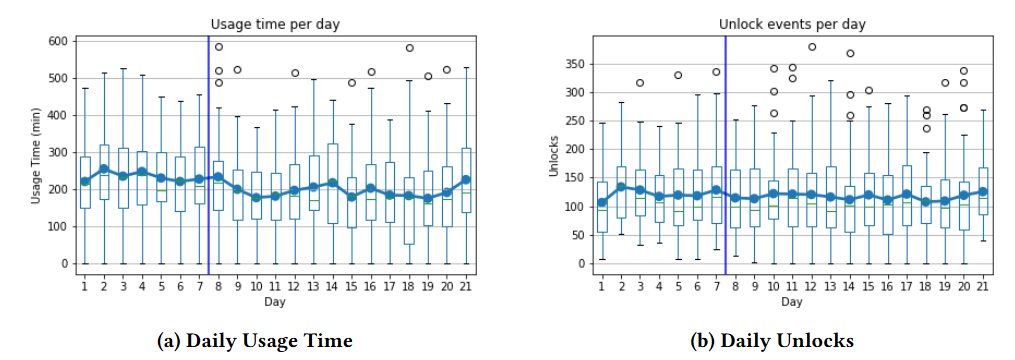 Usage time per day
600
500
400
300
200
100
0
Usage Time (min)
1 2 3 4 5 6 7 8 9 10 11 12 13 14 15 16 17 18 19 20 21
Day
(a) Daily Usage Time
Unlock events per day
350
300
250
200
150
100
50
0
Unlocks
1 2 3 4 5 6 7 8 9 10 11 12 13 14 15 16 17 18 19 20 21
Day
(b) Daily Unlocks